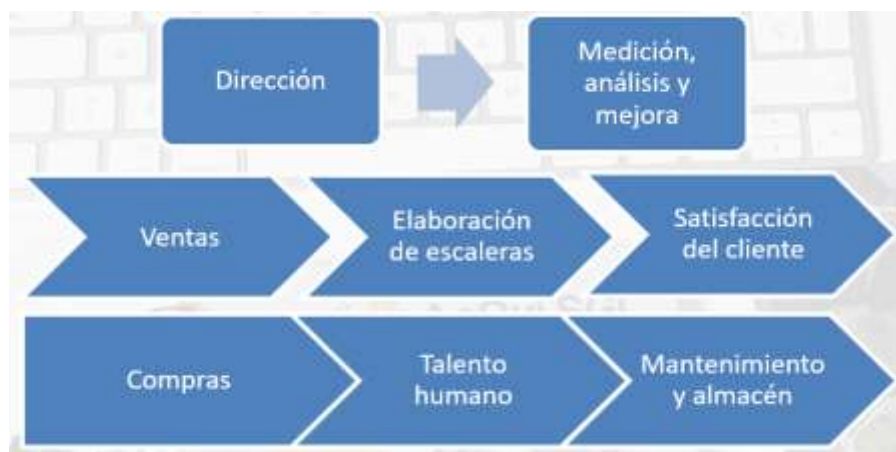 Dirección
Medición,
análisis y
mejora
Ventas
Elaboración
de escaleras
Satisfacción
del cliente
Compras
Talento
humano
Mantenimiento
y almacén